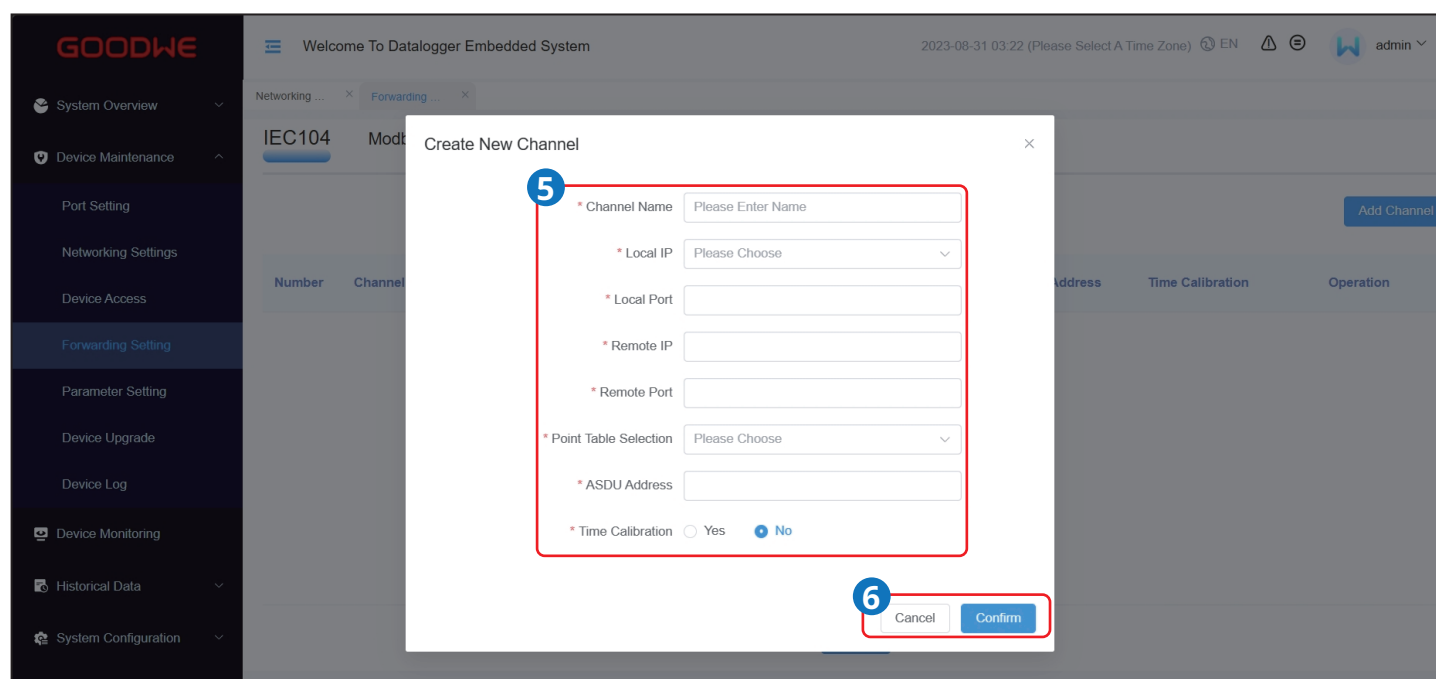 GOODWE
Welcome To Datalogger Embedded System
2023-08-31 03:22 (Please Select A Time Zone) EN
admin
System Overview
Device Maintenance
Port Setting
Networking Settings
Device Access
Forwarding Setting
Parameter Setting
Device Upgrade
Device Log
Device Monitoring
Historical Data
System Configuration
Networking ...
Forwarding ...
IEC104 Modb
Add Channel
Number Channel Address Time Calibration Operation
Create New Channel
5
* Channel Name Please Enter Name
* Local IP Please Choose
* Local Port
* Remote IP
* Remote Port
* Point Table Selection Please Choose
* ASDU Address
* Time Calibration Yes No
6
Cancel Confirm